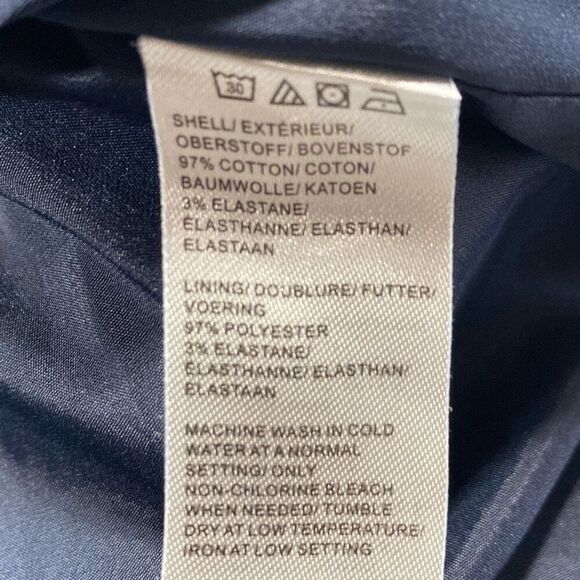 30
SHELL/ EXTÉRIEUR/
OBERSTOFF/ BOVENSTOF
97% COTTON/ COTON/
BAUMWOLLE/ KATOEN
3% ELASTANE/
ÉLASTHANNE/ ELASTHAN/
ELASTAAN
LINING/ DOUBLURE/ FUTTER/
VOERING
97% POLYESTER
3% ELASTANE/
ÉLASTHANNE/ ELASTHAN/
ELASTAAN
MACHINE WASH IN COLD
WATER AT A NORMAL
SETTING/ ONLY
NON-CHLORINE BLEACH
WHEN NEEDED/ TUMBLE
DRY AT LOW TEMPERATURE/
IRON AT LOW SETTING